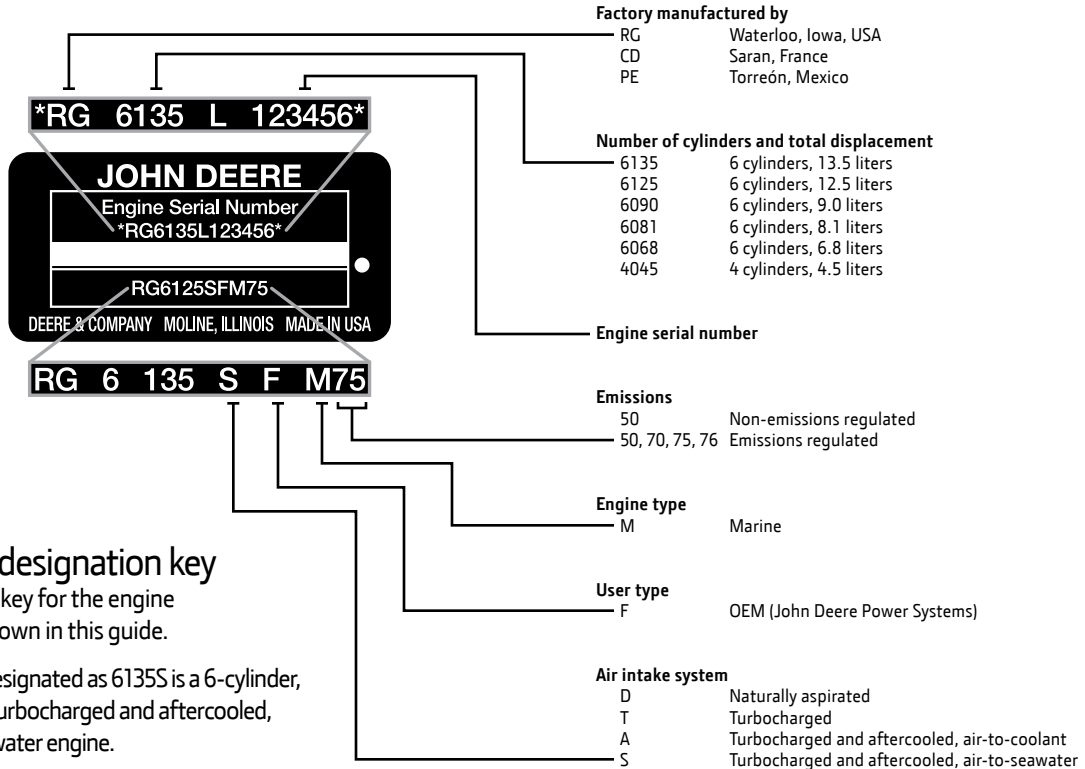 *RG 6135 L 123456*
JOHN DEERE
Engine Serial Number
*RG6135L123456*
RG6125SFM75
DEERE & COMPANY MOLINE, ILLINOIS MADE IN USA
RG 6 135 S F M75
designation key
key for the engine
own in this guide.
esignated as 6135S is a 6-cylinder,
urbocharged and aftercooled,
water engine.
Factory manufactured by
RG Waterloo, Iowa, USA
CD Saran, France
PE Torreón, Mexico
Number of cylinders and total displacement
6135 6 cylinders, 13.5 liters
6125 6 cylinders, 12.5 liters
6090 6 cylinders, 9.0 liters
6081 6 cylinders, 8.1 liters
6068 6 cylinders, 6.8 liters
4045 4 cylinders, 4.5 liters
Engine serial number
Emissions
50 Non-emissions regulated
50, 70, 75, 76 Emissions regulated
Engine type
M Marine
User type
F OEM (John Deere Power Systems)
Air intake system
D Naturally aspirated
T Turbocharged
A Turbocharged and aftercooled, air-to-coolant
S Turbocharged and aftercooled, air-to-seawater